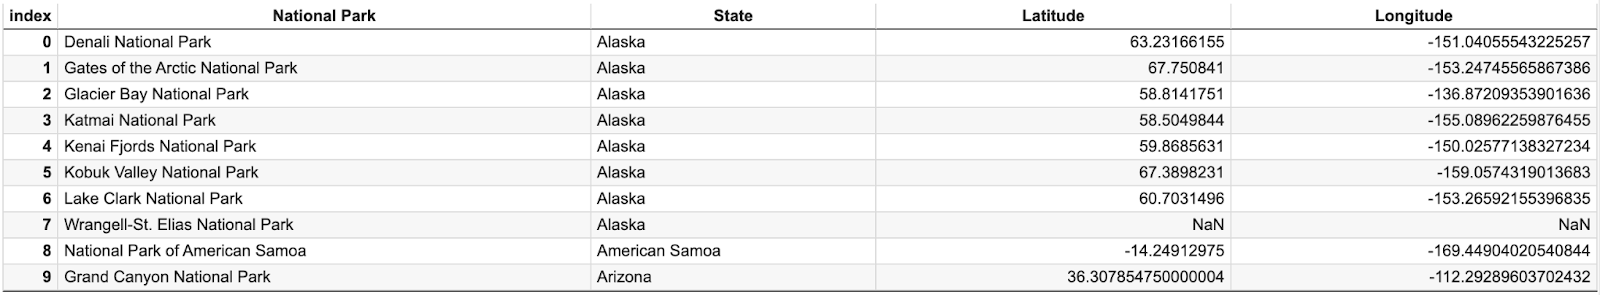 index National Park State Latitude Longitude
0 Denali National Park Alaska 63.23166155 -151.04055543225257
1 Gates of the Arctic National Park Alaska 67.750841 -153.24745565867386
2 Glacier Bay National Park Alaska 58.8141751 -136.87209353901636
3 Katmai National Park Alaska 58.5049844 -155.08962259876455
4 Kenai Fjords National Park Alaska 59.8685631 -150.02577138327234
5 Kobuk Valley National Park Alaska 67.3898231 -159.0574319013683
6 Lake Clark National Park Alaska 60.7031496 -153.26592155396835
7 Wrangell-St. Elias National Park Alaska NaN NaN
8 National Park of American Samoa American Samoa -14.24912975 -169.44904020540844
9 Grand Canyon National Park Arizona 36.307854750000004 -112.29289603702432